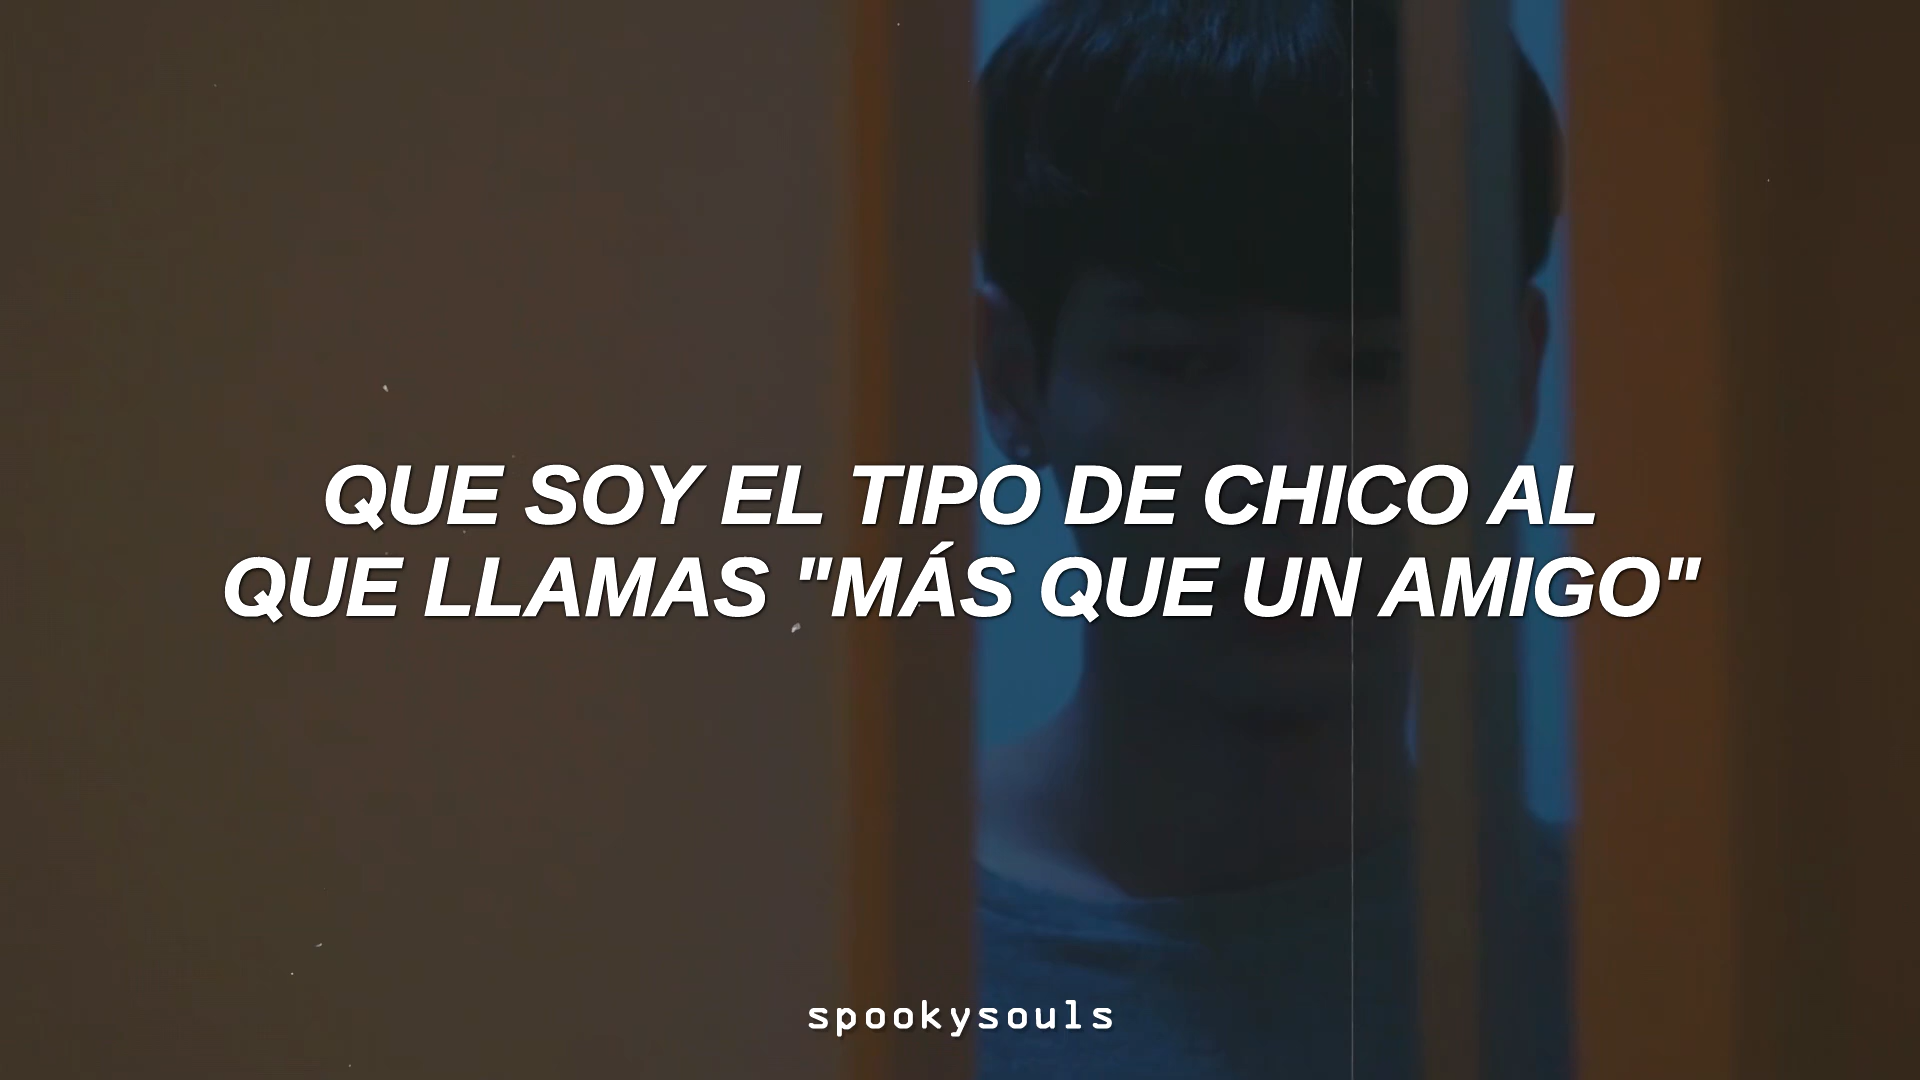 QUE SOY EL TIPO DE CHICO AL
QUE LLAMAS "MÁS QUE UN AMIGO"
spookysouls